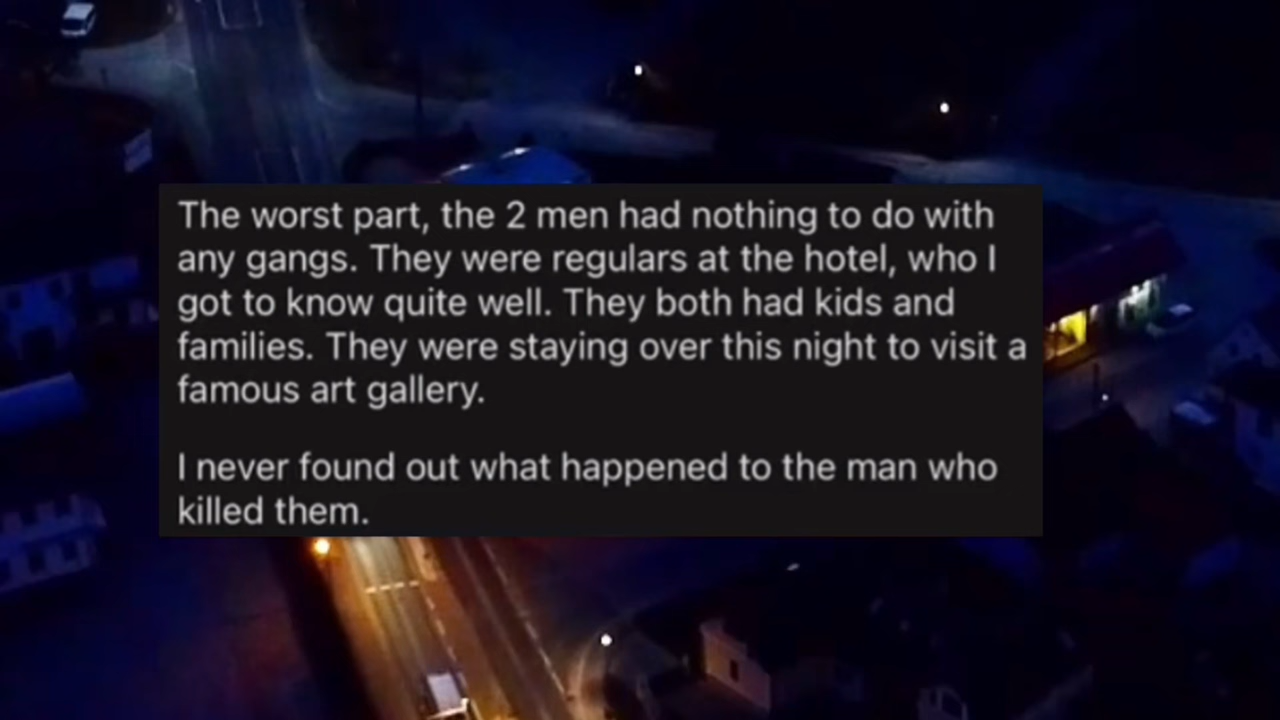 The worst part, the 2 men had nothing to do with
any gangs. They were regulars at the hotel, who I
got to know quite well. They both had kids and
families. They were staying over this night to visit a
famous art gallery.
I never found out what happened to the man who
killed them.